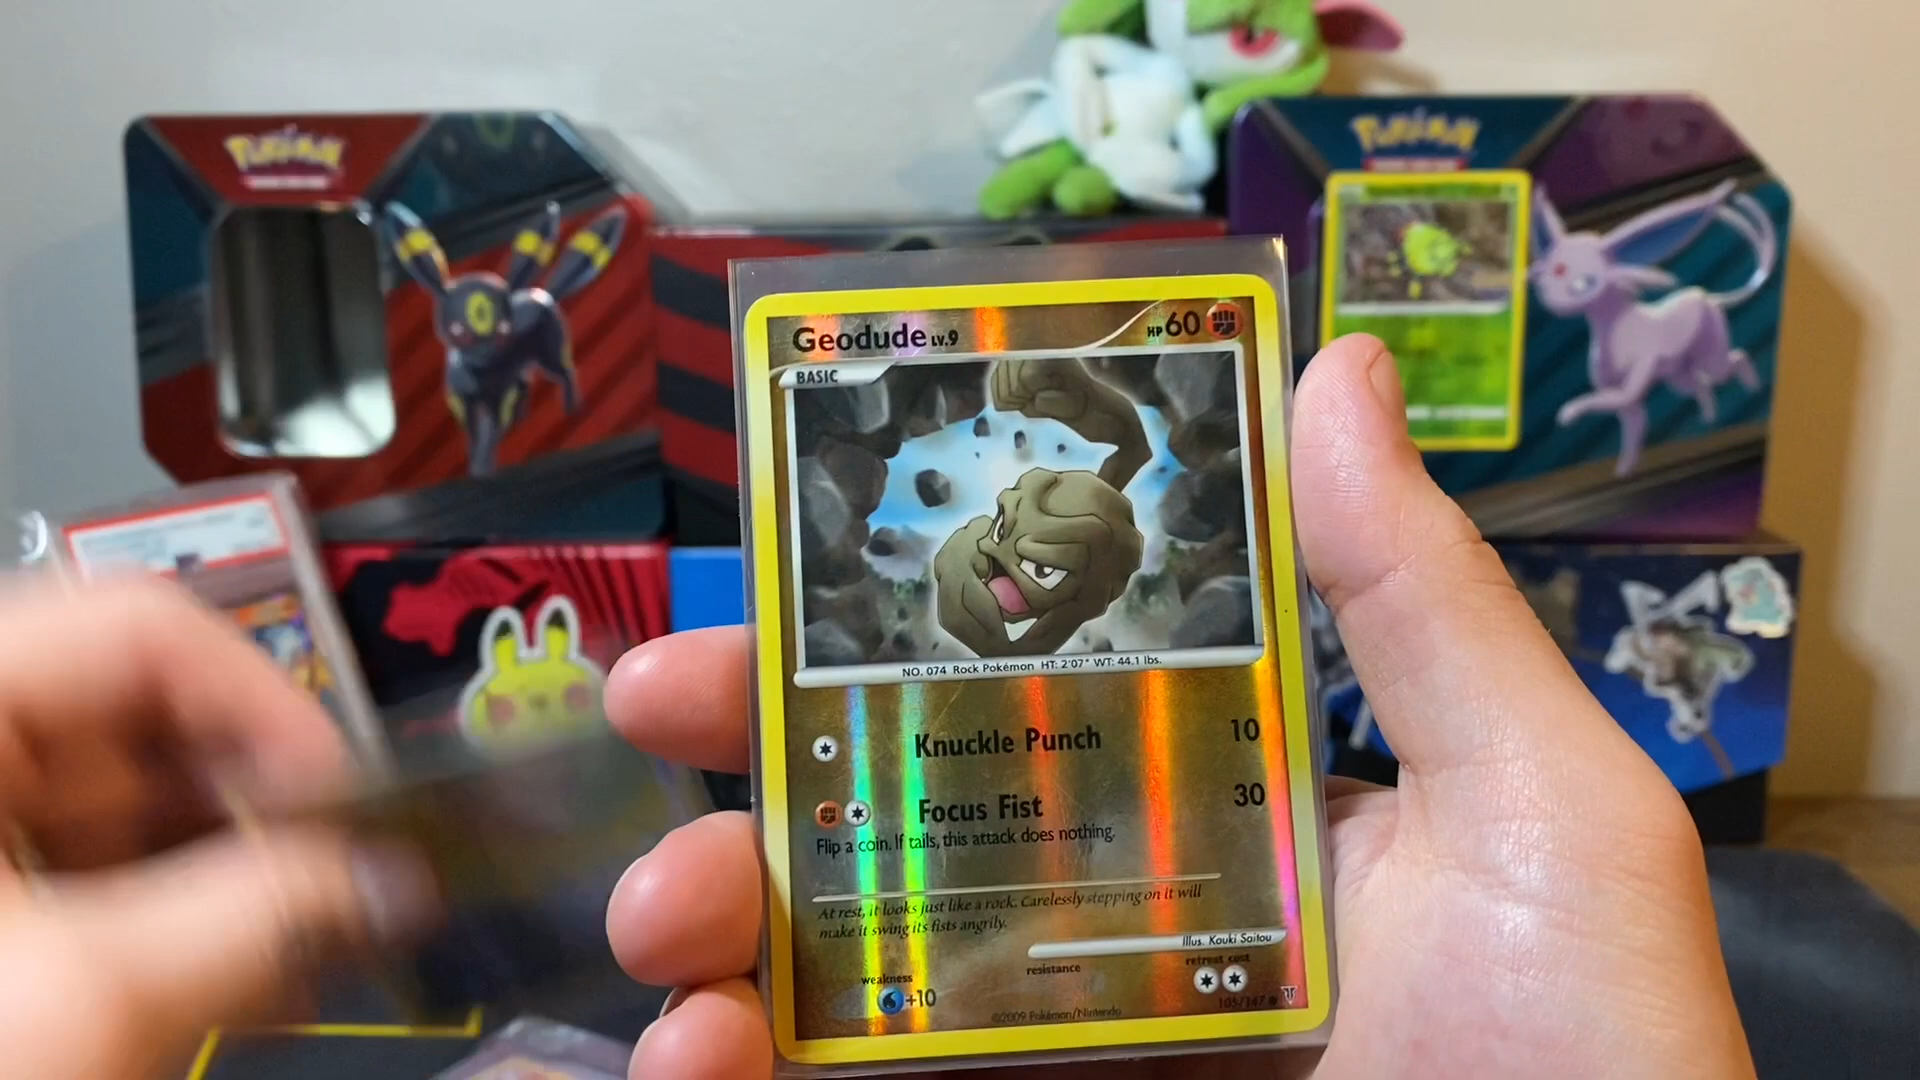 Pokémon
Pokémon
Geodude LV.9
HP 60
BASIC
NO. 074 Rock Pokémon HT: 2'07" WT: 44.1 lbs.
Knuckle Punch 10
Focus Fist 30
Flip a coin. If tails, this attack does nothing.
At rest, it looks just like a rock. Carelessly stepping on it will
make it swing its fists angrily.
Illus. Kouki Saitou
weakness resistance retreat cost
+10
105/147
©2009 Pokémon/Nintendo